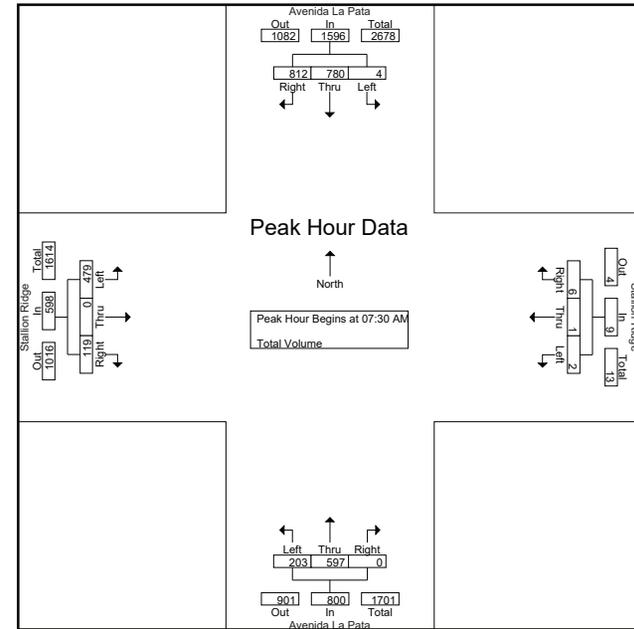 Avenida La Pata
Out In Total
1082 1596 2678
812 780 4
Right Thru Left
Peak Hour Data
North
Peak Hour Begins at 07:30 AM
Total Volume
Stallion Ridge
Total In Out
1614 598 1016
479 0 119
Left Thru Right
Right Thru Left
6 1 2
Out In Total
4 9 13
Stallion Ridge
Left Thru Right
203 597 0
901 800 1701
Out In Total
Avenida La Pata